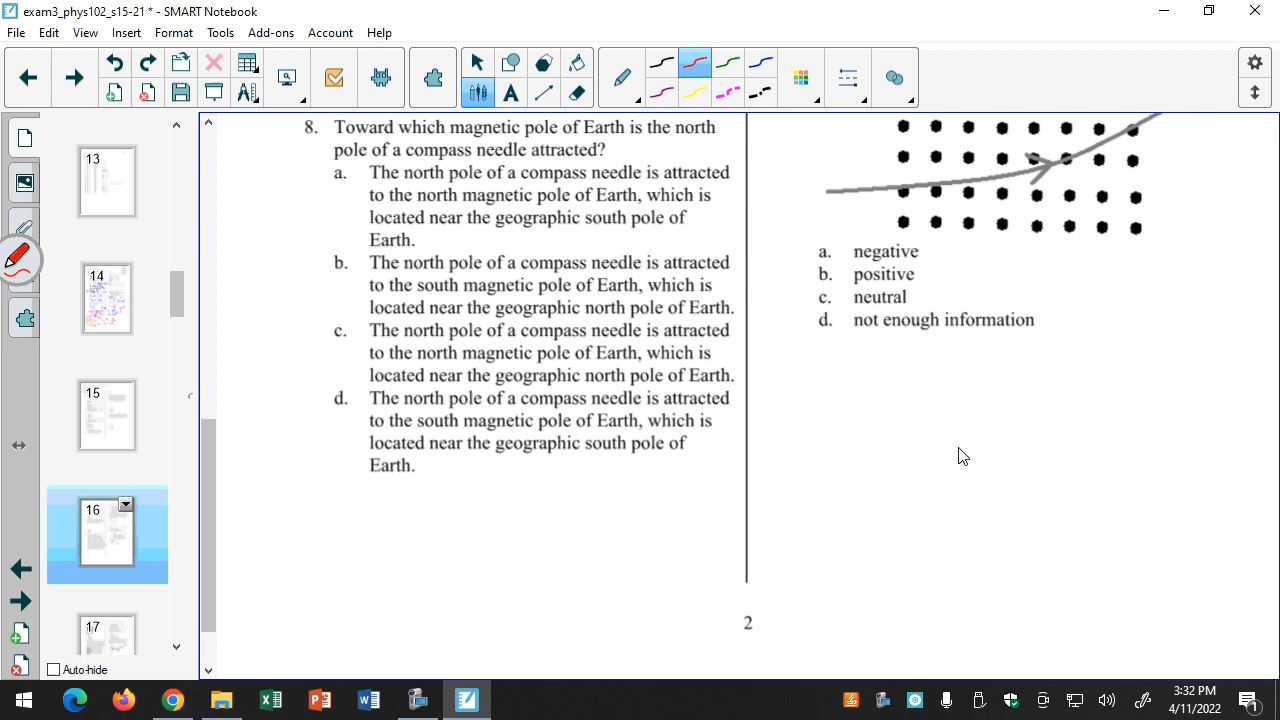 exam3_phys102_s15-21 * - SMART Notebook
File Edit View Insert Format Tools Add-ons Account Help
13
14
15
16
17
Auto-hide
8. Toward which magnetic pole of Earth is the north
pole of a compass needle attracted?
a. The north pole of a compass needle is attracted
to the north magnetic pole of Earth, which is
located near the geographic south pole of
Earth.
b. The north pole of a compass needle is attracted
to the south magnetic pole of Earth, which is
located near the geographic north pole of Earth.
c. The north pole of a compass needle is attracted
to the north magnetic pole of Earth, which is
located near the geographic north pole of Earth.
d. The north pole of a compass needle is attracted
to the south magnetic pole of Earth, which is
located near the geographic south pole of
Earth.
a. negative
b. positive
c. neutral
d. not enough information
2
3:32 PM
4/11/2022
1